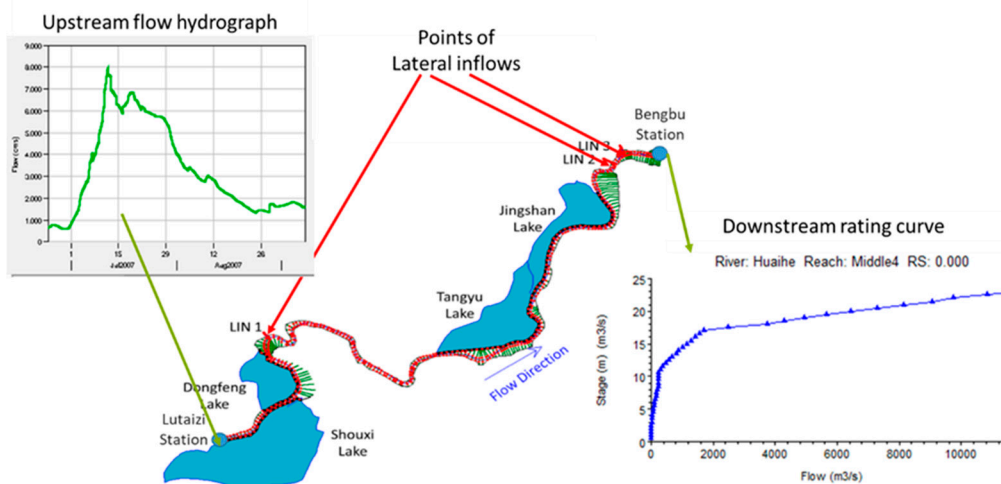 Upstream flow hydrograph
9.000
8.000
7.000
6.000
5.000
4.000
3.000
2.000
1.000
0
Flow (cms)
1
15
29
12
26
Jul2007
Aug2007
Points of
Lateral inflows
Bengbu
Station
LIN 3
LIN 2
Jingshan
Lake
Tangyu
Lake
LIN 1
Flow Direction
Dongfeng
Lake
Lutaizi
Station
Shouxi
Lake
Downstream rating curve
River: Huaihe Reach: Middle4 RS: 0.000
25
20
15
10
5
0
Stage (m) (m3/s)
0
2000
4000
6000
8000
10000
Flow (m3/s)